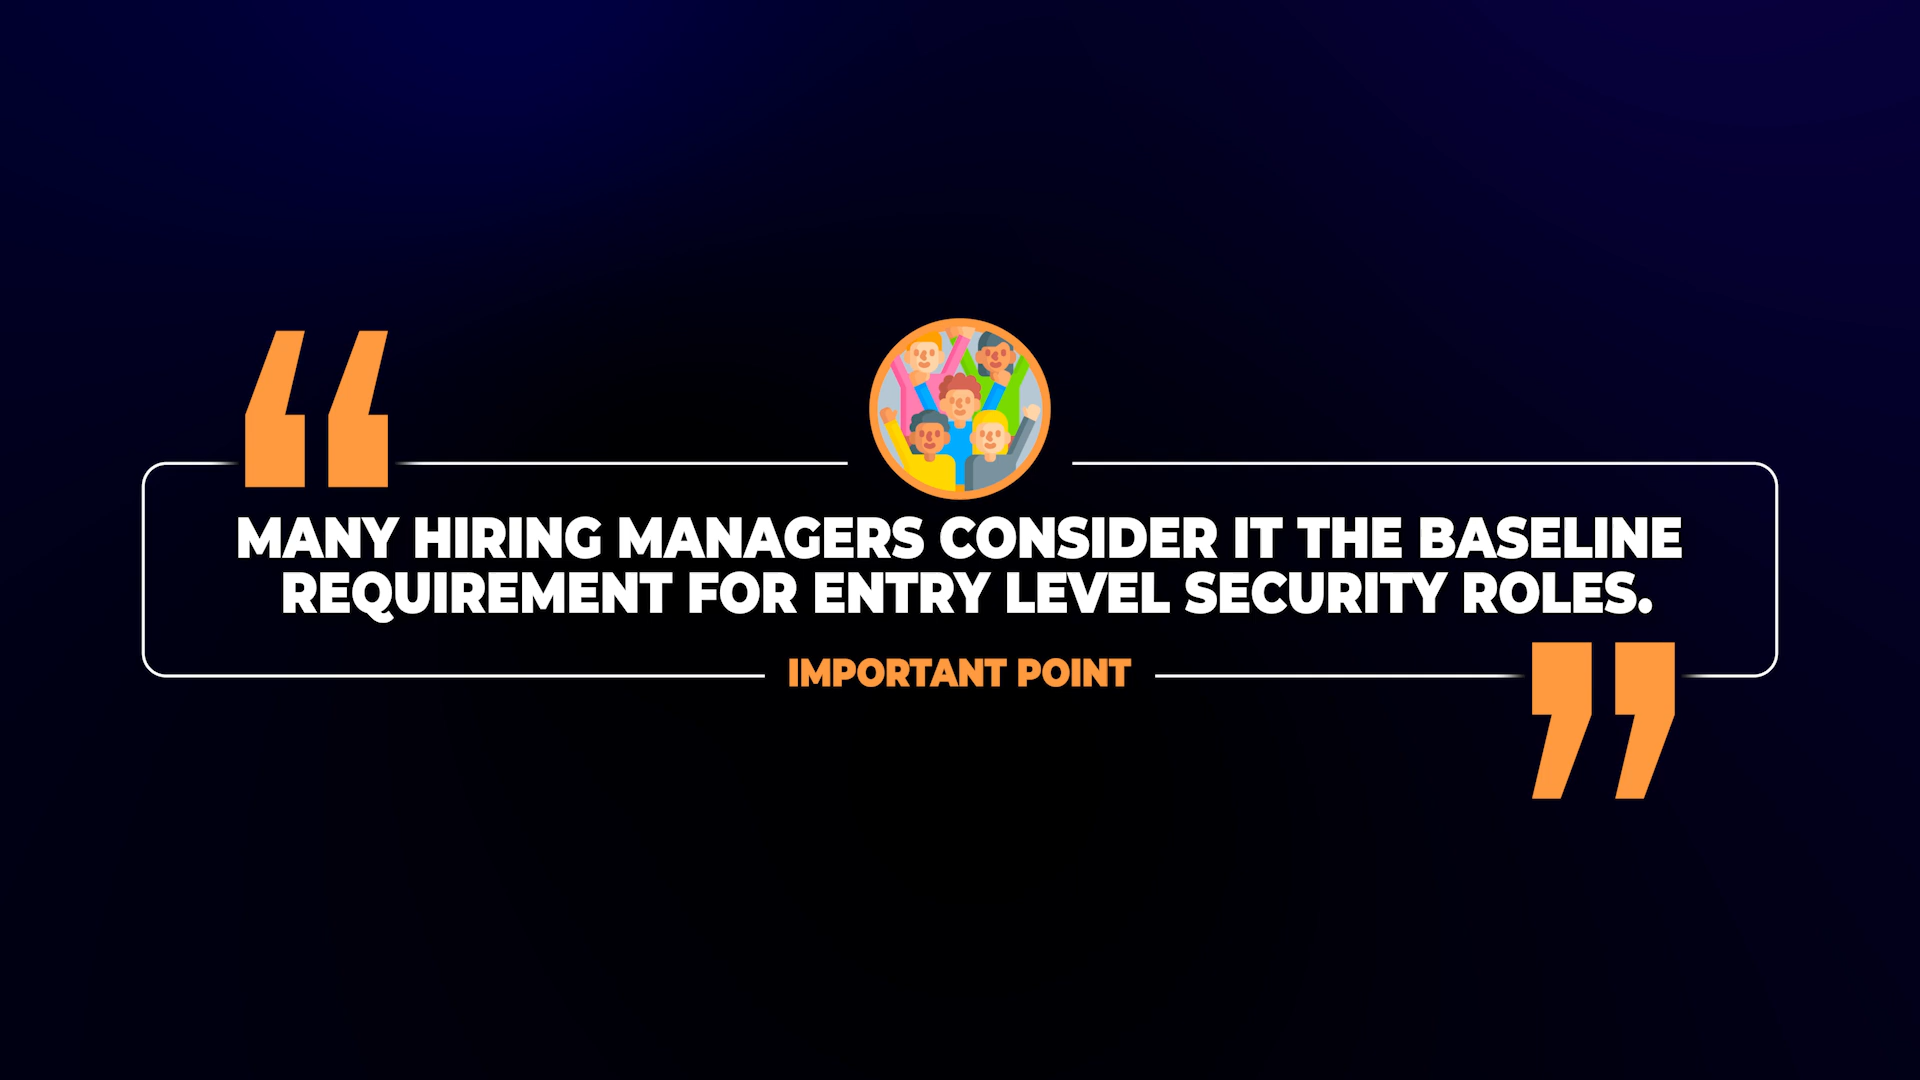 MANY HIRING MANAGERS CONSIDER IT THE BASELINE
REQUIREMENT FOR ENTRY LEVEL SECURITY ROLES.
IMPORTANT POINT